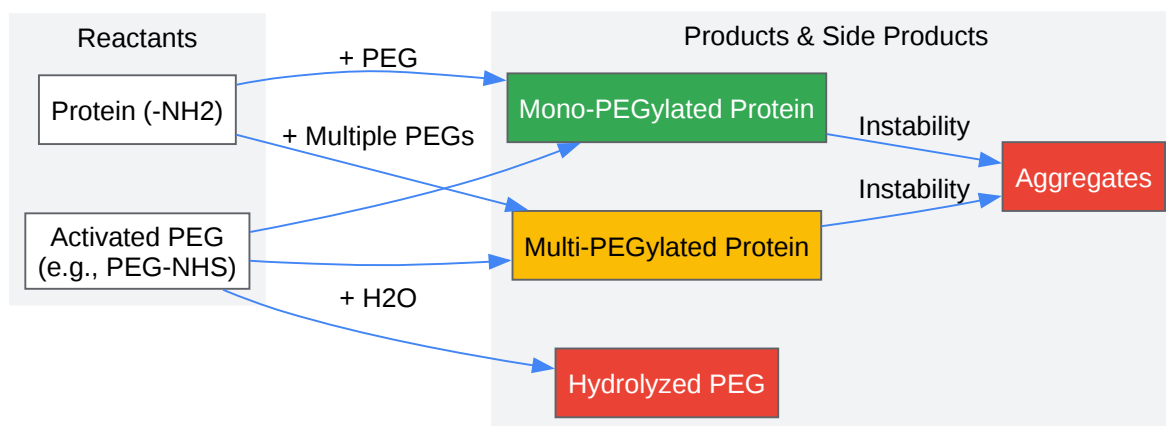 Reactants
Products & Side Products
+ PEG
Protein (-NH2)
Mono-PEGylated Protein
+ Multiple PEGs
Instability
Aggregates
Instability
Activated PEG
(e.g., PEG-NHS)
Multi-PEGylated Protein
+ H2O
Hydrolyzed PEG